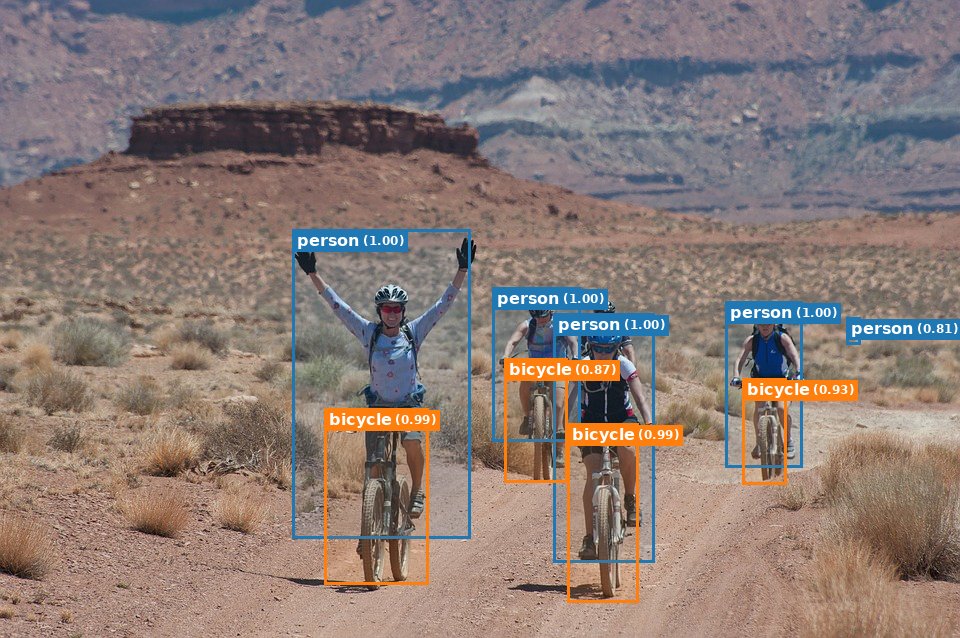 person (1.00)
person (1.00)
person (1.00)
person (1.00)
person (0.81)
bicycle (0.87)
bicycle (0.93)
bicycle (0.99)
bicycle (0.99)